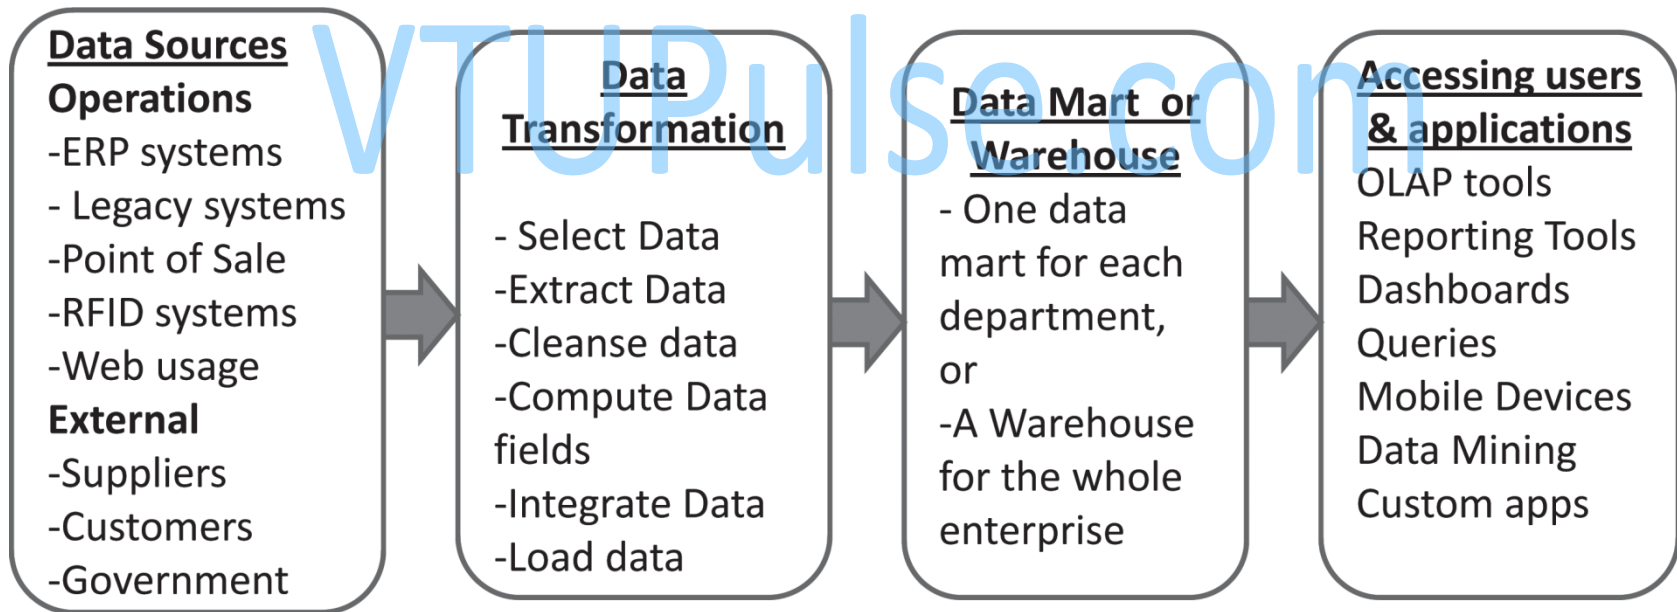 VTUPulse.com
Data Sources
Operations
-ERP systems
- Legacy systems
-Point of Sale
-RFID systems
-Web usage
External
-Suppliers
-Customers
-Government
Data
Transformation
- Select Data
-Extract Data
-Cleanse data
-Compute Data
fields
-Integrate Data
-Load data
Data Mart or
Warehouse
- One data
mart for each
department,
or
-A Warehouse
for the whole
enterprise
Accessing users
& applications
OLAP tools
Reporting Tools
Dashboards
Queries
Mobile Devices
Data Mining
Custom apps